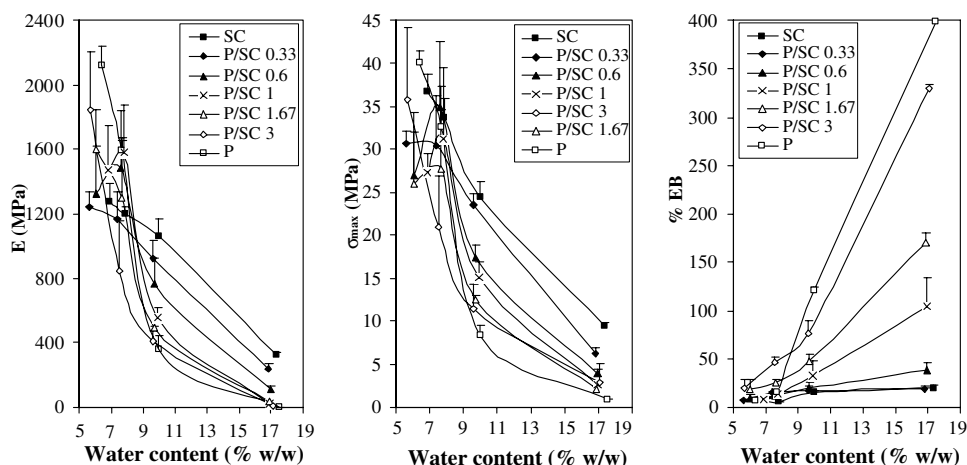 2400
2000
1600
1200
800
400
0
E (MPa)
5 7 9 11 13 15 17 19
Water content (% w/w)
SC
P/SC 0.33
P/SC 0.6
P/SC 1
P/SC 1.67
P/SC 3
P
45
40
35
30
25
20
15
10
5
0
σmax (MPa)
5 7 9 11 13 15 17 19
Water content (% w/w)
SC
P/SC 0.33
P/SC 0.6
P/SC 1
P/SC 1.67
P/SC 3
P
400
350
300
250
200
150
100
50
0
% EB
5 7 9 11 13 15 17 19
Water content (% w/w)
SC
P/SC 0.33
P/SC 0.6
P/SC 1
P/SC 1.67
P/SC 3
P